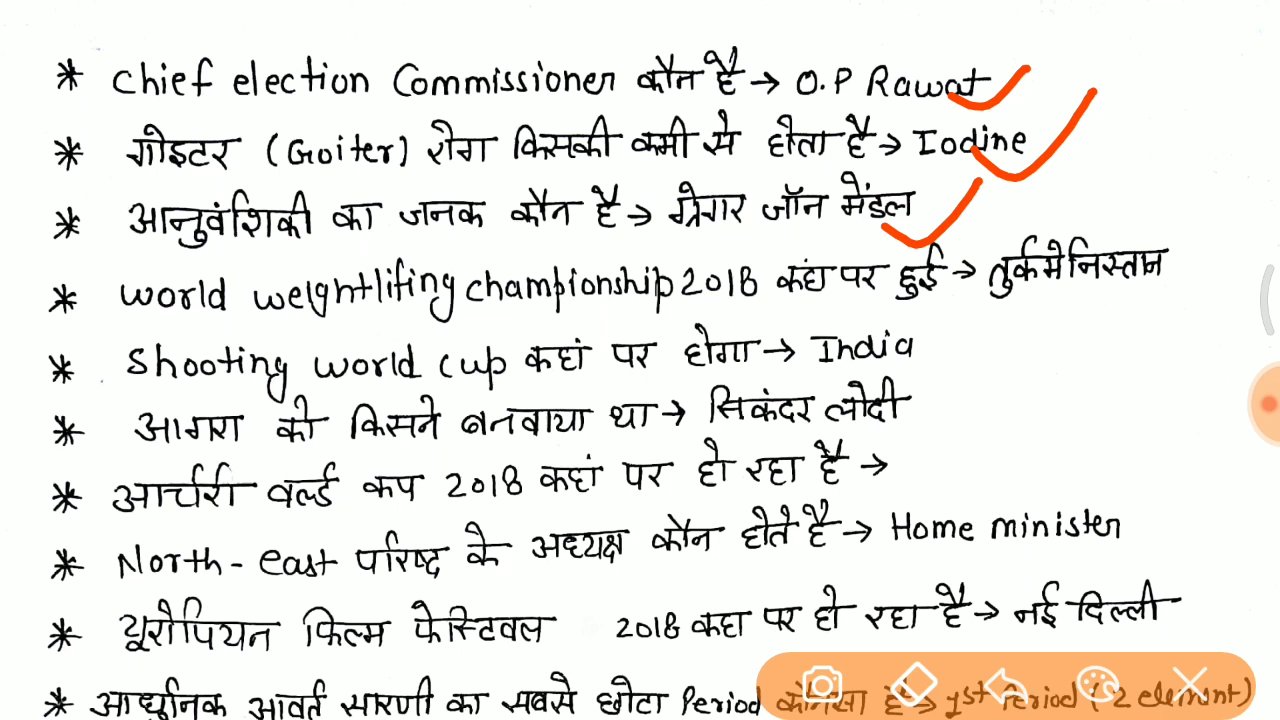 * Chief election Commissioner कौन है → O.P Rawat
* गोइटर (Goiter) रोग किसकी कमी से होता है → Iodine
* आनुवंशिकी का जनक कौन है → ग्रेगर जॉन मेंडल
* World weightlifting championship 2018 कहां पर हुई → तुर्कमेनिस्तान
* Shooting world cup कहां पर होगा → India
* आगरा को किसने बनवाया था → सिकंदर लोदी
* आर्चरी वर्ल्ड कप 2018 कहां पर हो रहा है →
* North-east परिषद के अध्यक्ष कौन होते है → Home minister
* यूरोपियन फिल्म फेस्टिवल 2018 कहा पर हो रहा है → नई दिल्ली
* आधुनिक आवर्त सारणी का सबसे छोटा Period कौनसा है → 1st Period (2 element)